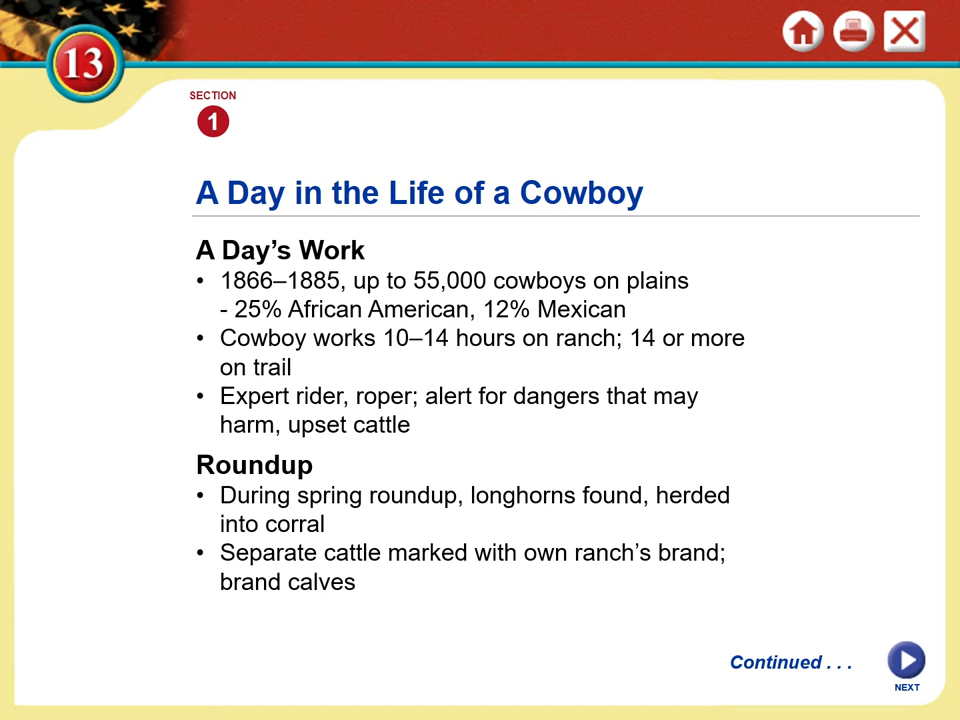 13
SECTION
1
A Day in the Life of a Cowboy
A Day’s Work
• 1866–1885, up to 55,000 cowboys on plains
- 25% African American, 12% Mexican
• Cowboy works 10–14 hours on ranch; 14 or more
on trail
• Expert rider, roper; alert for dangers that may
harm, upset cattle
Roundup
• During spring roundup, longhorns found, herded
into corral
• Separate cattle marked with own ranch’s brand;
brand calves
Continued . . .
NEXT